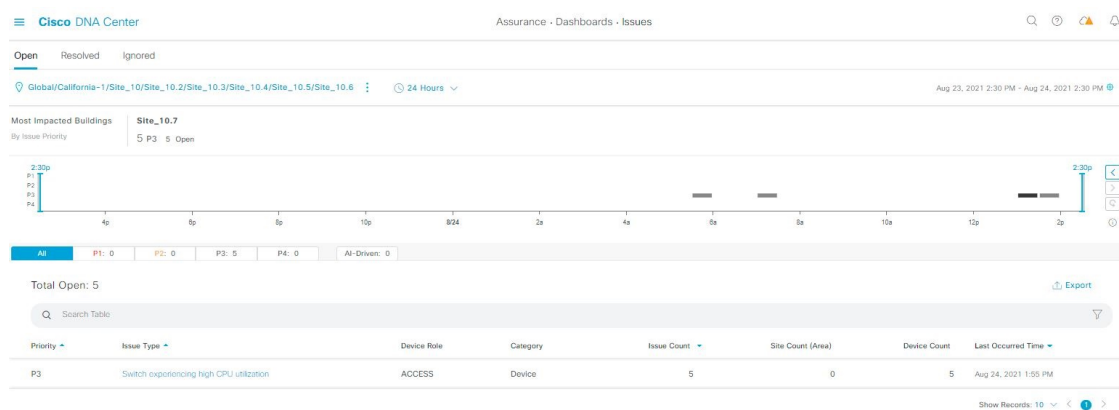 Cisco DNA Center
Assurance · Dashboards · Issues
Open Resolved Ignored
Global/California-1/Site_10/Site_10.2/Site_10.3/Site_10.4/Site_10.5/Site_10.6
24 Hours
Aug 23, 2021 2:30 PM - Aug 24, 2021 2:30 PM
Most Impacted Buildings
By Issue Priority
Site_10.7
5 P3 5 Open
2:30p 2:30p
P1
P2
P3
P4
4p 6p 8p 10p 8/24 2a 4a 6a 8a 10a 12p 2p
All P1: 0 P2: 0 P3: 5 P4: 0 AI-Driven: 0
Total Open: 5
Export
Search Table
Priority Issue Type Device Role Category Issue Count Site Count (Area) Device Count Last Occurred Time
P3 Switch experiencing high CPU utilization ACCESS Device 5 0 5 Aug 24, 2021 1:55 PM
Show Records: 10 1